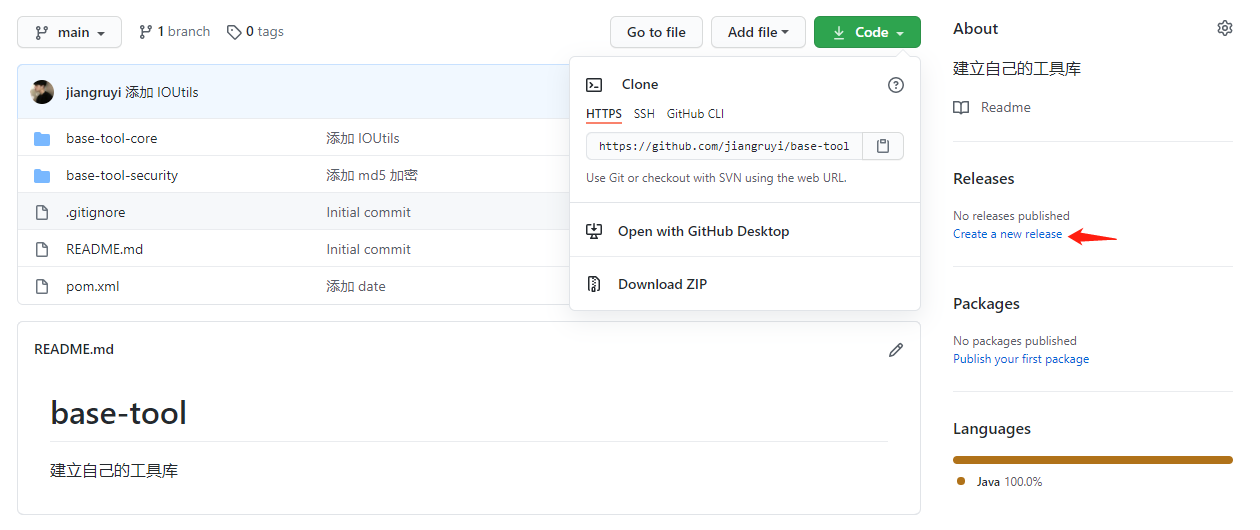 main 1 branch 0 tags Go to file Add file Code
jiangruyi 添加 IOUtils
base-tool-core 添加 IOUtils
base-tool-security 添加 md5 加密
.gitignore Initial commit
README.md Initial commit
pom.xml 添加 date
Clone
HTTPS SSH GitHub CLI
https://github.com/jiangruyi/base-tool
Use Git or checkout with SVN using the web URL.
Open with GitHub Desktop
Download ZIP
README.md
base-tool
建立自己的工具库
About
建立自己的工具库
Readme
Releases
No releases published
Create a new release
Packages
No packages published
Publish your first package
Languages
Java 100.0%